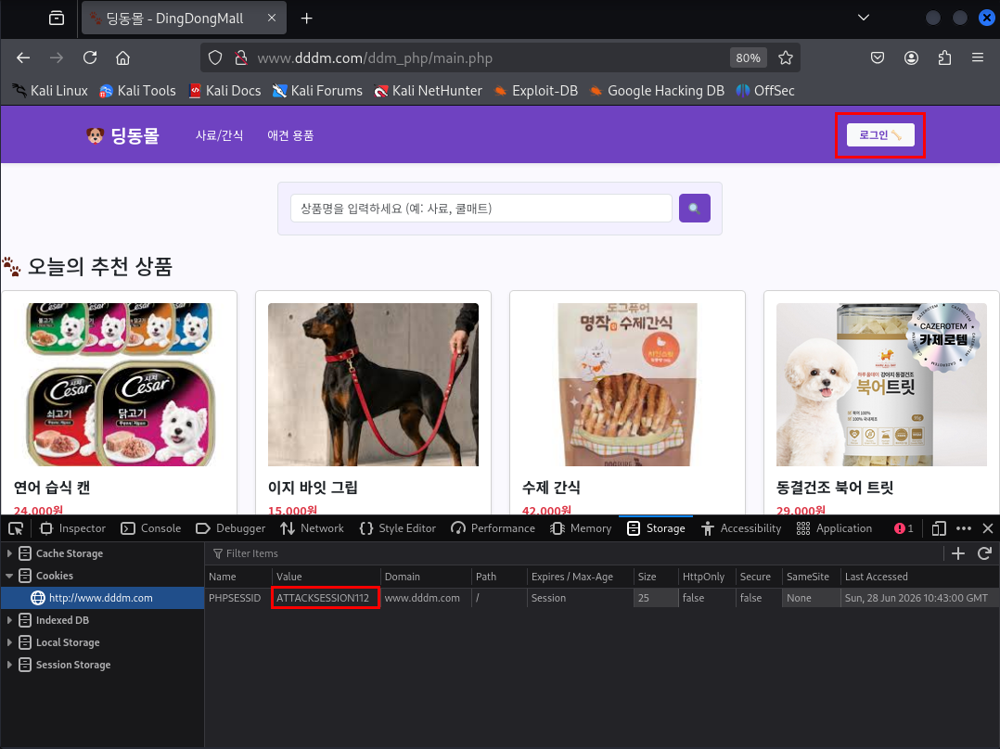 딩동몰 - DingDongMall
www.dddm.com/ddm_php/main.php
80%
Kali Linux
Kali Tools
Kali Docs
Kali Forums
Kali NetHunter
Exploit-DB
Google Hacking DB
OffSec
딩동몰
사료/간식
애견 용품
로그인
상품명을 입력하세요 (예: 사료, 쿨매트)
오늘의 추천 상품
시저
Cesar
쇠고기
시저
Cesar
닭고기
도그퓨어
명작 수제간식
CAZEROTEM
카제로템
북어트릿
연어 습식 캔
24,000원
이지 바잇 그립
15,000원
수제 간식
42,000원
동결건조 북어 트릿
29,000원
Inspector
Console
Debugger
Network
Style Editor
Performance
Memory
Storage
Accessibility
Application
1
Cache Storage
Cookies
http://www.dddm.com
Indexed DB
Local Storage
Session Storage
Filter Items
Name Value Domain Path Expires / Max-Age Size HttpOnly Secure SameSite Last Accessed
PHPSESSID ATTACKSESSION112 www.dddm.com / Session 25 false false None Sun, 28 Jun 2026 10:43:00 GMT